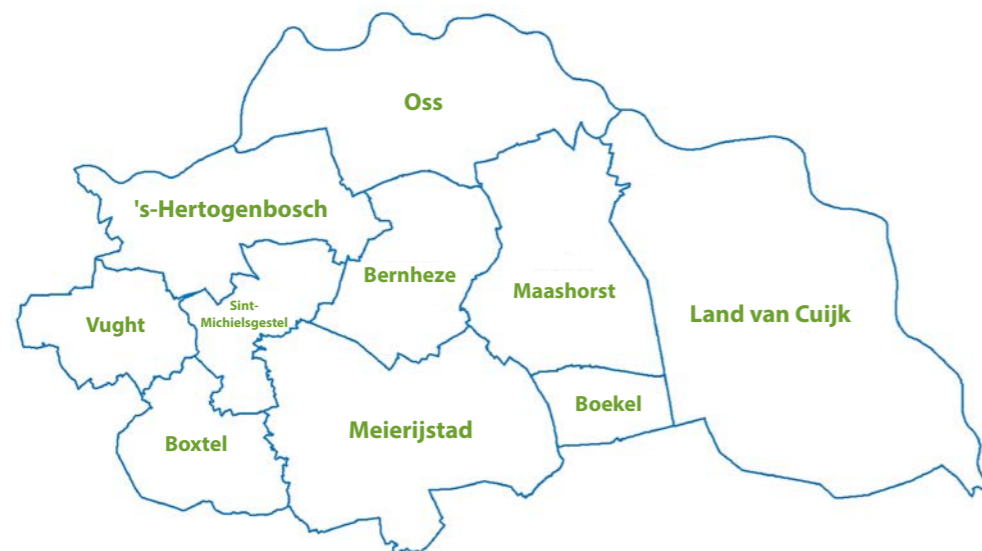 Oss
's-Hertogenbosch
Bernheze
Maashorst
Sint-
Michielsgestel
Vught
Land van Cuijk
Boekel
Meierijstad
Boxtel